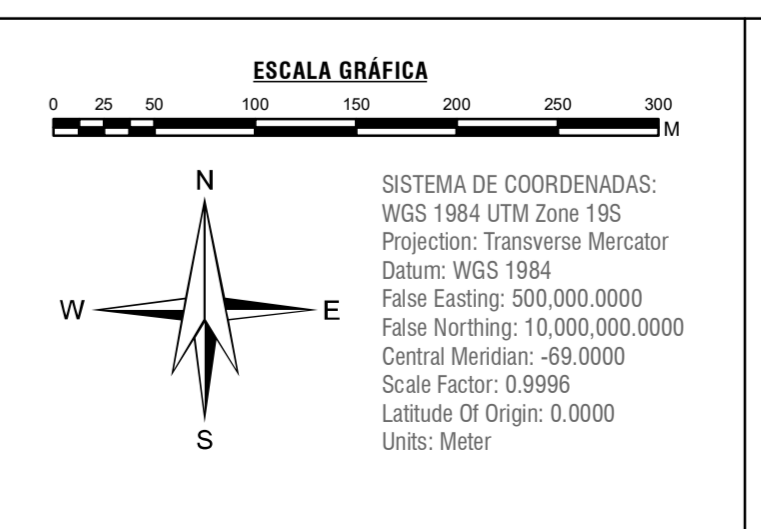 ESCALA GRÁFICA
0 25 50 100 150 200 250 300
M
N
W E
S
SISTEMA DE COORDENADAS:
WGS 1984 UTM Zone 19S
Projection: Transverse Mercator
Datum: WGS 1984
False Easting: 500,000.0000
False Northing: 10,000,000.0000
Central Meridian: -69.0000
Scale Factor: 0.9996
Latitude Of Origin: 0.0000
Units: Meter